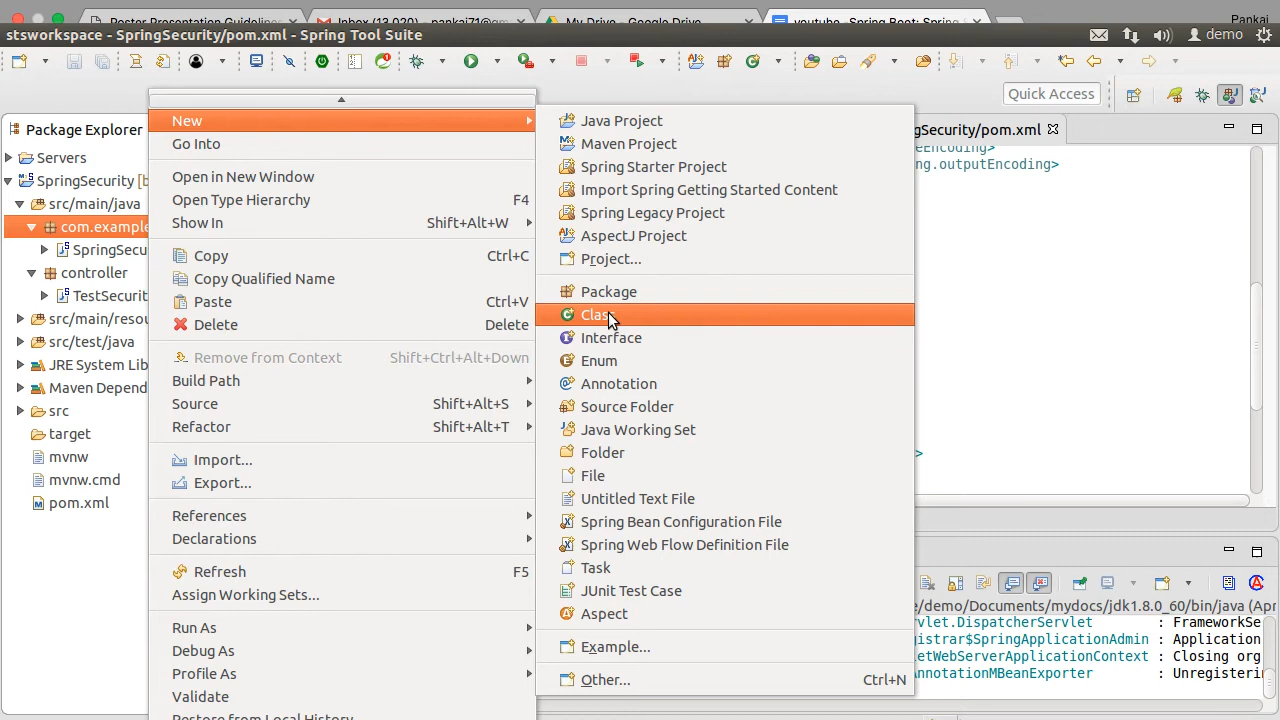 Poster Presentation Guideline
Inbox (13,020) - pankaj71@gm
My Drive - Google Drive
youtube - Spring Boot: Spring
Pankaj
stsworkspace - SpringSecurity/pom.xml - Spring Tool Suite
demo
Quick Access
Package Explorer
Servers
SpringSecurity [b
src/main/java
com.example
SpringSecu
controller
TestSecurit
src/main/resou
src/test/java
JRE System Lib
Maven Depend
src
target
mvnw
mvnw.cmd
pom.xml
New
Go Into
Open in New Window
Open Type Hierarchy F4
Show In Shift+Alt+W
Copy Ctrl+C
Copy Qualified Name
Paste Ctrl+V
Delete Delete
Remove from Context Shift+Ctrl+Alt+Down
Build Path
Source Shift+Alt+S
Refactor Shift+Alt+T
Import...
Export...
References
Declarations
Refresh F5
Assign Working Sets...
Run As
Debug As
Profile As
Validate
Restore from Local History...
Java Project
Maven Project
Spring Starter Project
Import Spring Getting Started Content
Spring Legacy Project
AspectJ Project
Project...
Package
Class
Interface
Enum
Annotation
Source Folder
Java Working Set
Folder
File
Untitled Text File
Spring Bean Configuration File
Spring Web Flow Definition File
Task
JUnit Test Case
Aspect
Example...
Other... Ctrl+N
gSecurity/pom.xml
eEncoding>
ng.outputEncoding>
>
e/demo/Documents/mydocs/jdk1.8.0_60/bin/java (Apr
vlet.DispatcherServlet : FrameworkSe
istrar$SpringApplicationAdmin : Application
etWebServerApplicationContext : Closing org
AnnotationMBeanExporter : Unregisterin